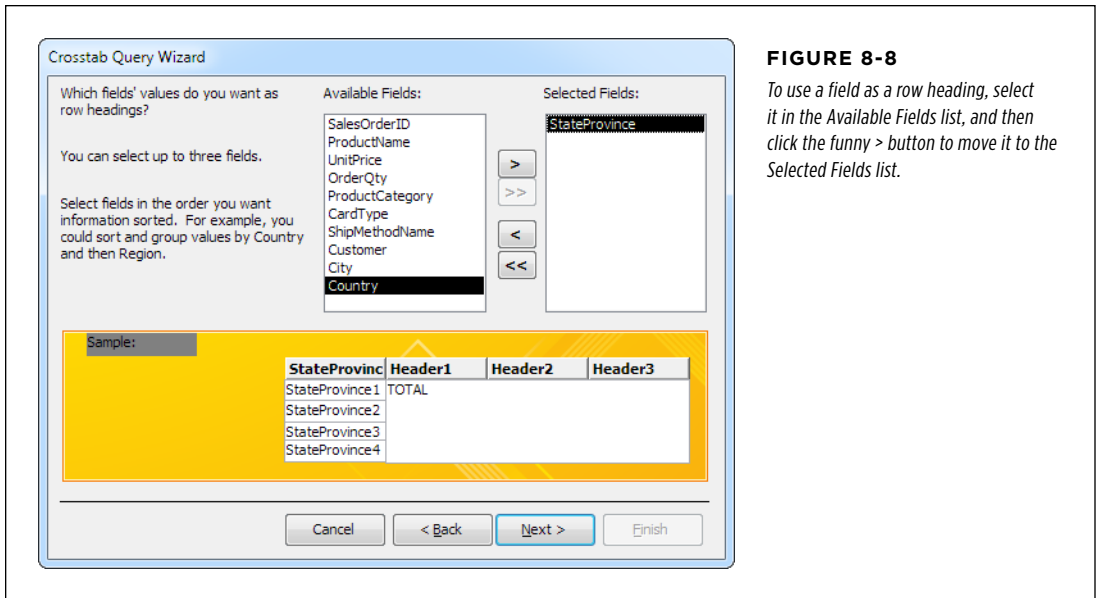 Crosstab Query Wizard
Which fields' values do you want as
row headings?
You can select up to three fields.
Select fields in the order you want
information sorted. For example, you
could sort and group values by Country
and then Region.
Available Fields:
SalesOrderID
ProductName
UnitPrice
OrderQty
ProductCategory
CardType
ShipMethodName
Customer
City
Country
>
>>
<
<<
Selected Fields:
StateProvince
Sample:
StateProvinc Header1 Header2 Header3
StateProvince1 TOTAL
StateProvince2
StateProvince3
StateProvince4
Cancel < Back Next > Finish
FIGURE 8-8
To use a field as a row heading, select
it in the Available Fields list, and then
click the funny > button to move it to the
Selected Fields list.